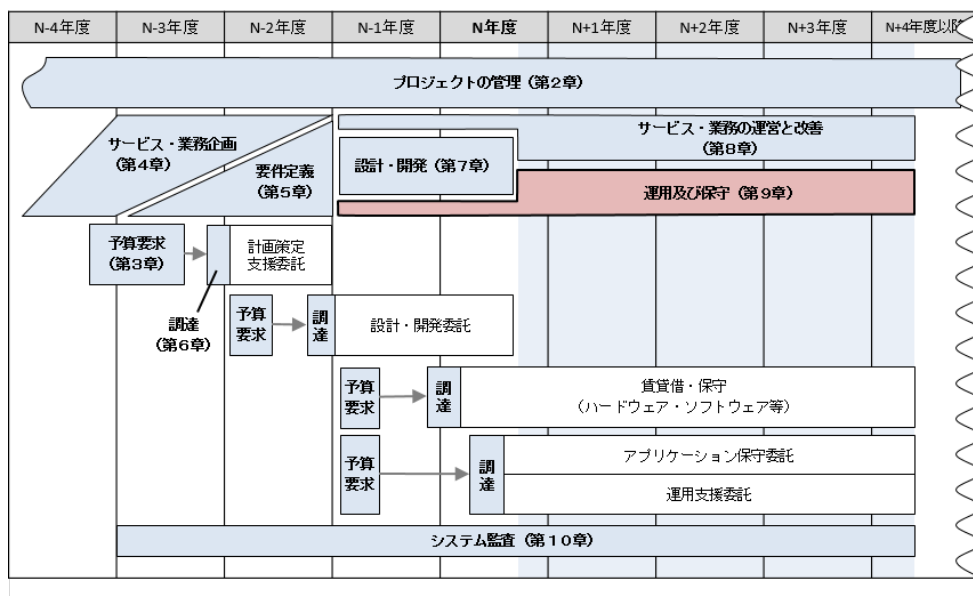 N-4年度
N-3年度
N-2年度
N-1年度
N年度
N+1年度
N+2年度
N+3年度
N+4年度以降
プロジェクトの管理（第２章）
サービス・業務企画
（第４章）
要件定義
（第５章）
設計・開発（第７章）
サービス・業務の運営と改善
（第８章）
運用及び保守（第９章）
予算要求
（第３章）
計画策定
支援委託
調達
（第６章）
予算
要求
調
達
設計・開発委託
予算
要求
調
達
賃貸借・保守
（ハードウェア・ソフトウェア等）
予算
要求
調
達
アプリケーション保守委託
運用支援委託
システム監査（第１０章）